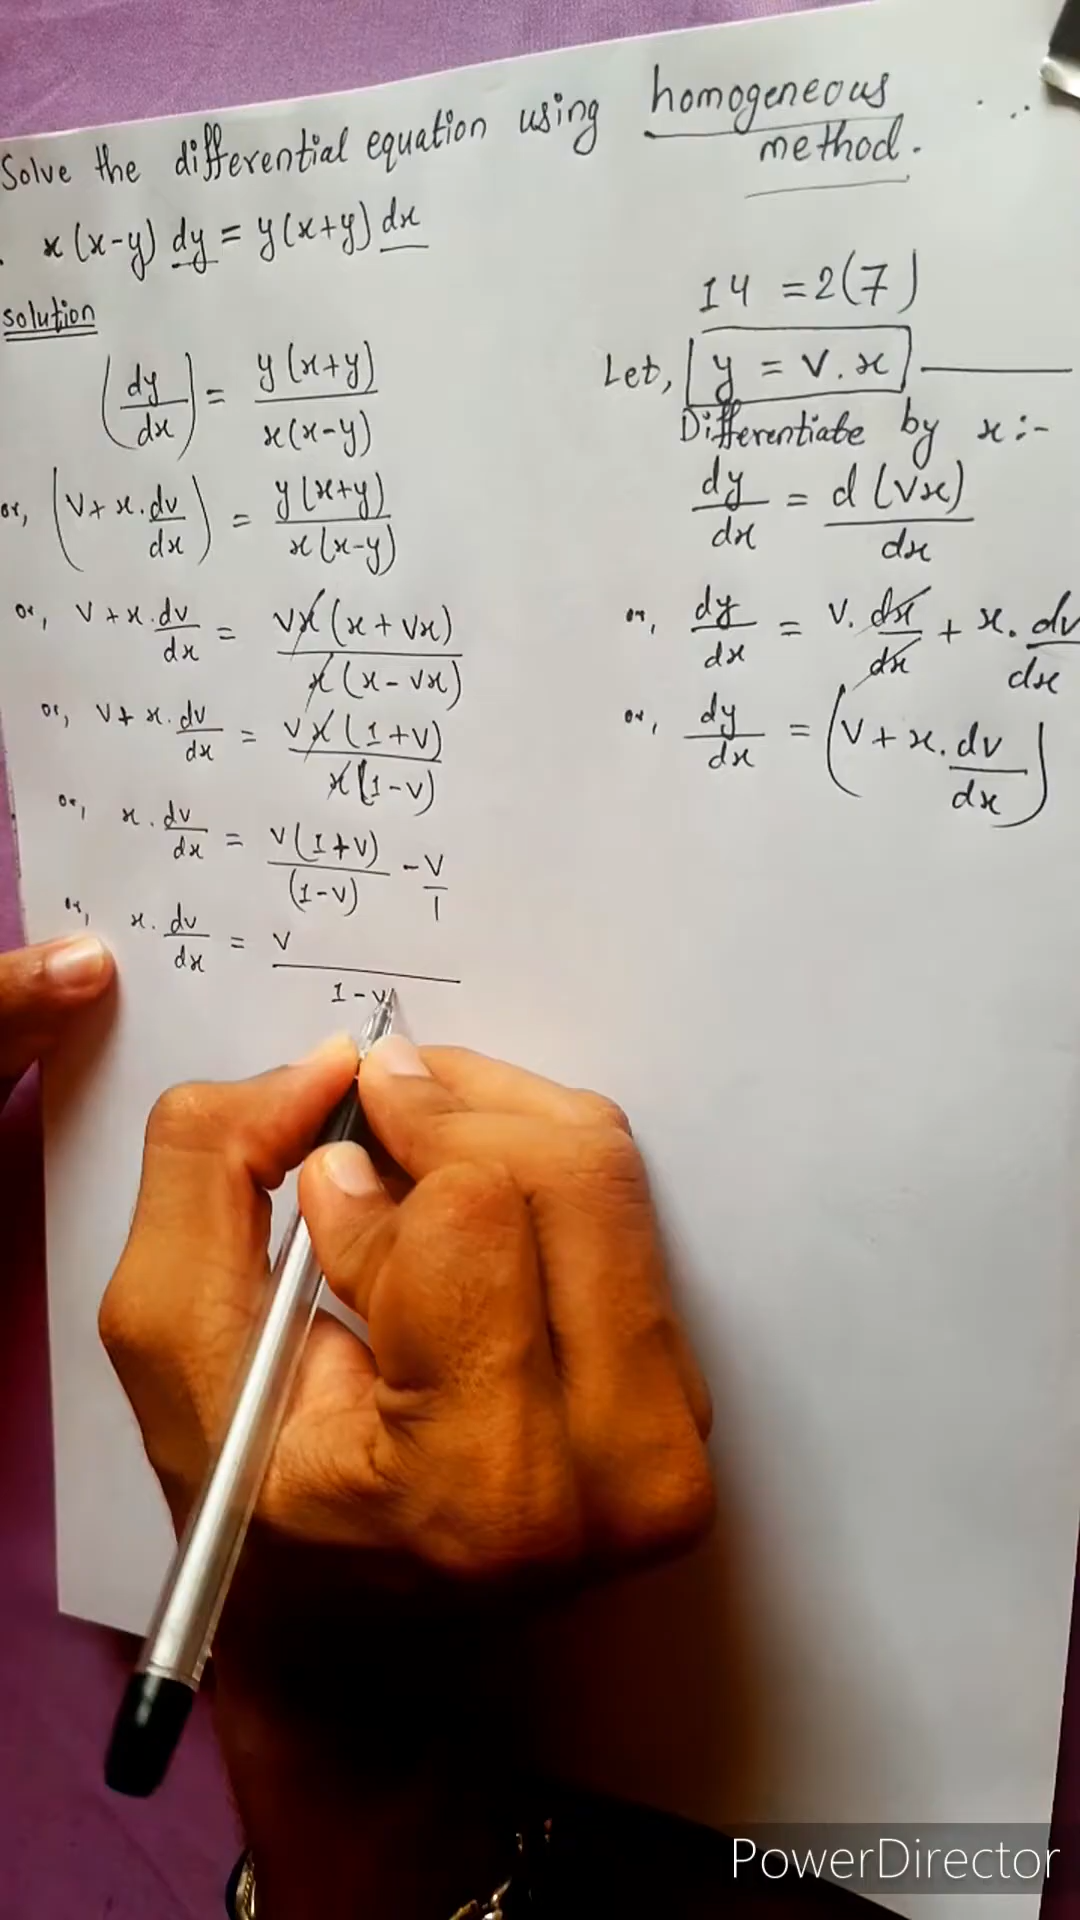 Solve the differential equation using homogeneous
method.
x(x-y) dy = y(x+y) dx
solution
(dy/dx) = y(x+y)/x(x-y)
or, (v+x.dv/dx) = y(x+y)/x(x-y)
or, v+x.dv/dx = vx(x+vx)/x(x-vx)
or, v+x.dv/dx = vx(1+v)/x(1-v)
or, x.dv/dx = v(1+v)/(1-v) - v/1
or, x.dv/dx = v/1-v
14 = 2(7)
Let, y = v.x
Differentiate by x:-
dy/dx = d(vx)/dx
or, dy/dx = v.dx/dx + x.dv/dx
or, dy/dx = (v+x.dv/dx)
PowerDirector